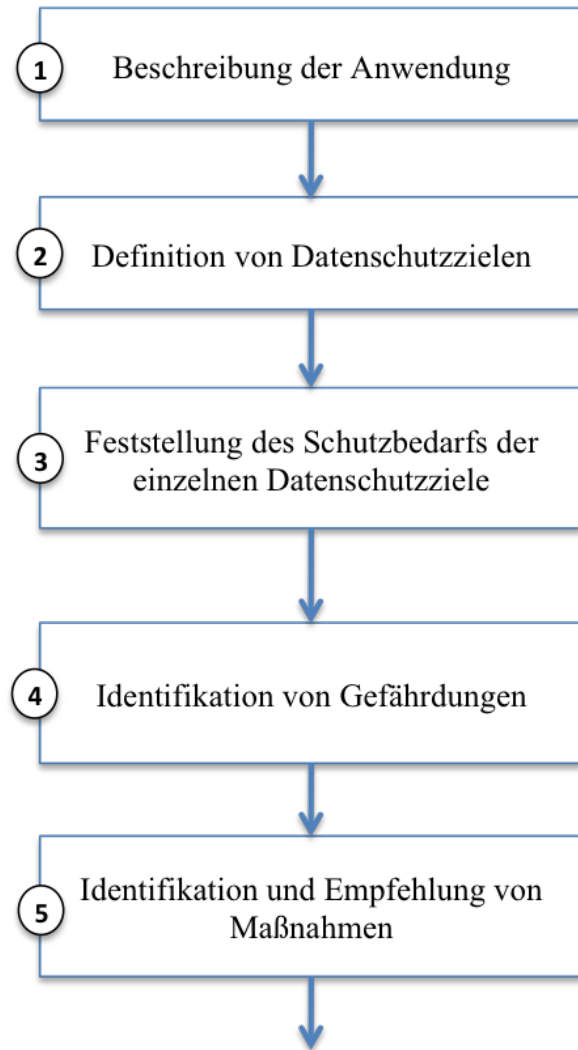 1
Beschreibung der Anwendung
2
Definition von Datenschutzzielen
3
Feststellung des Schutzbedarfs der
einzelnen Datenschutzziele
4
Identifikation von Gefährdungen
5
Identifikation und Empfehlung von
Maßnahmen